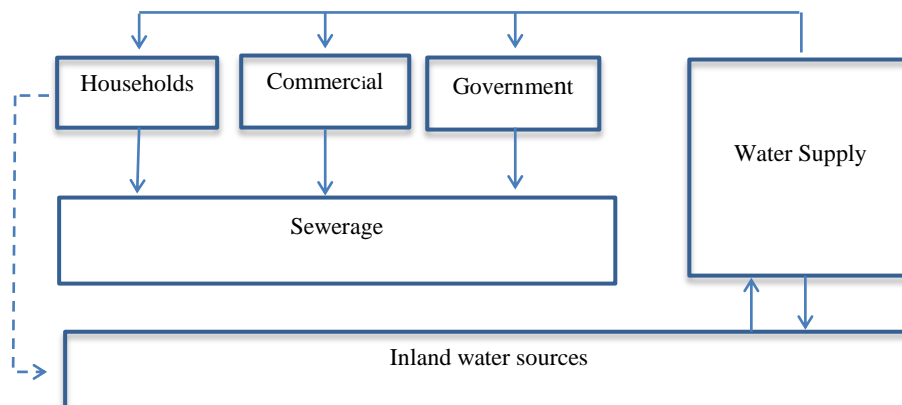 Households
Commercial
Government
Water Supply
Sewerage
Inland water sources